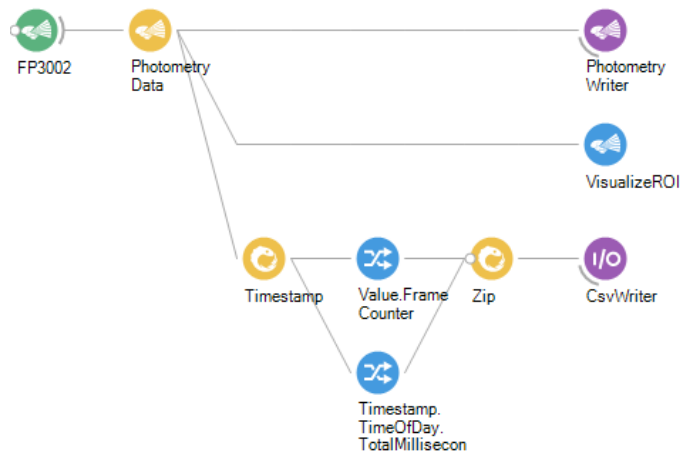 FP3002
Photometry
Data
Photometry
Writer
VisualizeROI
Timestamp
Value.Frame
Counter
Zip
I/O
CsvWriter
Timestamp.
TimeOfDay.
TotalMillisecon